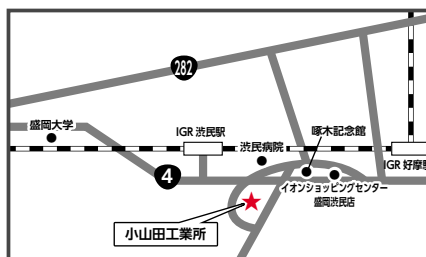 282
盛岡大学
IGR 渋民駅
渋民病院
啄木記念館
IGR 好摩駅
4
イオンショッピングセンター
盛岡渋民店
小山田工業所